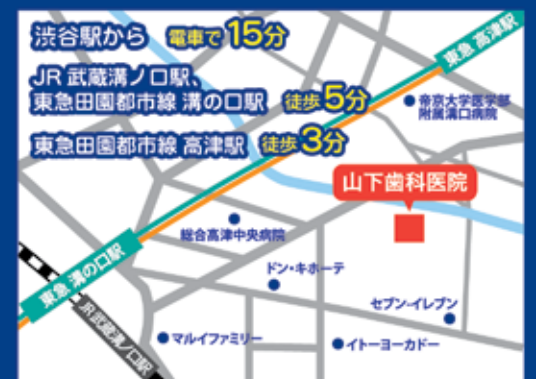 渋谷駅から 電車で15分
JR 武蔵溝ノ口駅、
東急田園都市線 溝の口駅 徒歩5分
東急田園都市線 高津駅 徒歩3分
東急 高津駅
帝京大学医学部
附属溝口病院
山下歯科医院
総合高津中央病院
ドン・キホーテ
東急 溝の口駅
セブン-イレブン
JR 武蔵溝ノ口駅
マルイファミリー
イトーヨーカドー